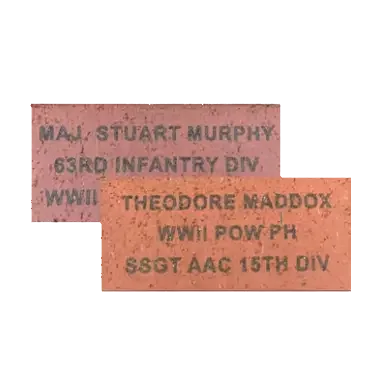 MAJ. STUART MURPHY
63RD INFANTRY DIV
WWII
THEODORE MADDOX
WWII POW PH
SSGT AAC 15TH DIV